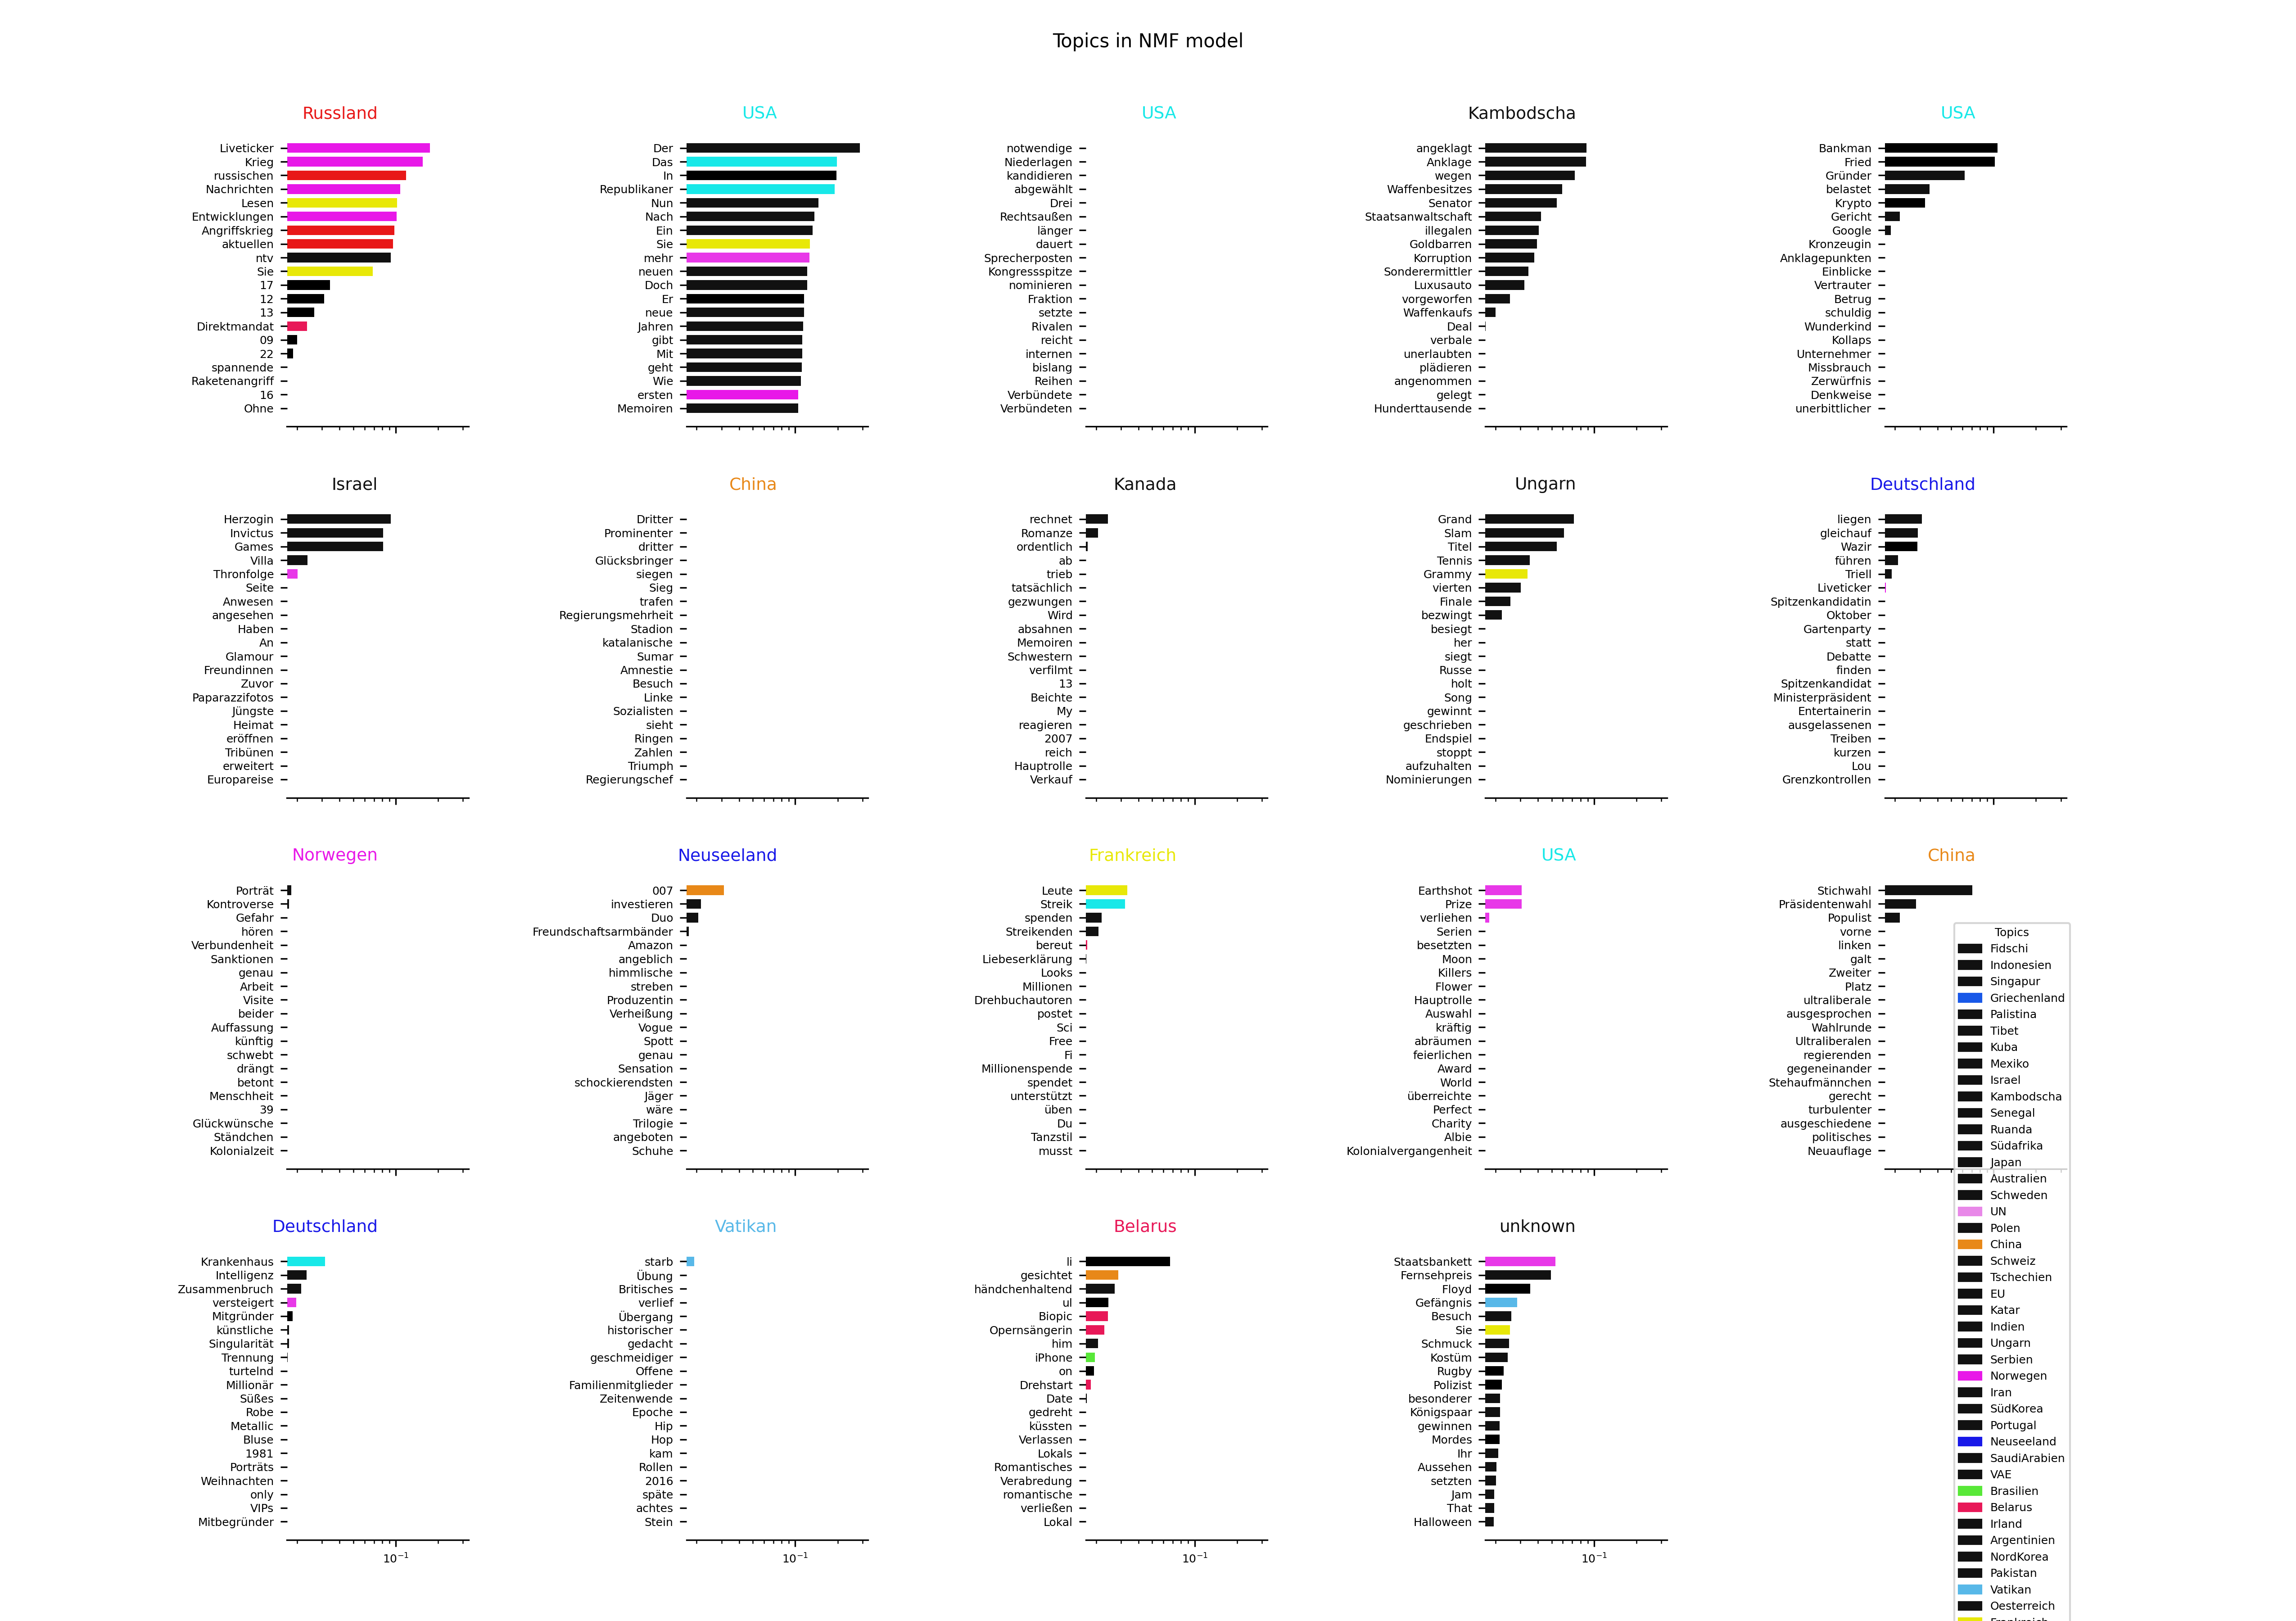 Topics in NMF model
Russland
Liveticker
Krieg
russischen
Nachrichten
Lesen
Entwicklungen
Angriffskrieg
aktuellen
ntv
Sie
17
12
13
Direktmandat
09
22
spannende
Raketenangriff
16
Ohne
USA
Der
Das
In
Republikaner
Nun
Nach
Ein
Sie
mehr
neuen
Doch
Er
neue
Jahren
gibt
Mit
geht
Wie
ersten
Memoiren
USA
notwendige
Niederlagen
kandidieren
abgewählt
Drei
Rechtsaußen
länger
dauert
Sprecherposten
Kongressspitze
nominieren
Fraktion
setzte
Rivalen
reicht
internen
bislang
Reihen
Verbündete
Verbündeten
Kambodscha
angeklagt
Anklage
wegen
Waffenbesitzes
Senator
Staatsanwaltschaft
illegalen
Goldbarren
Korruption
Sonderermittler
Luxusauto
vorgeworfen
Waffenkaufs
Deal
verbale
unerlaubten
plädieren
angenommen
gelegt
Hunderttausende
USA
Bankman
Fried
Gründer
belastet
Krypto
Gericht
Google
Kronzeugin
Anklagepunkten
Einblicke
Vertrauter
Betrug
schuldig
Wunderkind
Kollaps
Unternehmer
Missbrauch
Zerwürfnis
Denkweise
unerbittlicher
Israel
Herzogin
Invictus
Games
Villa
Thronfolge
Seite
Anwesen
angesehen
Haben
An
Glamour
Freundinnen
Zuvor
Paparazzifotos
Jüngste
Heimat
eröffnen
Tribünen
erweitert
Europareise
China
Dritter
Prominenter
dritter
Glücksbringer
siegen
Sieg
trafen
Regierungsmehrheit
Stadion
katalanische
Sumar
Amnestie
Besuch
Linke
Sozialisten
sieht
Ringen
Zahlen
Triumph
Regierungschef
Kanada
rechnet
Romanze
ordentlich
ab
trieb
tatsächlich
gezwungen
Wird
absahnen
Memoiren
Schwestern
verfilmt
13
Beichte
My
reagieren
2007
reich
Hauptrolle
Verkauf
Ungarn
Grand
Slam
Titel
Tennis
Grammy
vierten
Finale
bezwingt
besiegt
her
siegt
Russe
holt
Song
gewinnt
geschrieben
Endspiel
stoppt
aufzuhalten
Nominierungen
Deutschland
liegen
gleichauf
Wazir
führen
Triell
Liveticker
Spitzenkandidatin
Oktober
Gartenparty
statt
Debatte
finden
Spitzenkandidat
Ministerpräsident
Entertainerin
ausgelassenen
Treiben
kurzen
Lou
Grenzkontrollen
Norwegen
Porträt
Kontroverse
Gefahr
hören
Verbundenheit
Sanktionen
genau
Arbeit
Visite
beider
Auffassung
künftig
schwebt
drängt
betont
Menschheit
39
Glückwünsche
Ständchen
Kolonialzeit
Neuseeland
007
investieren
Duo
Freundschaftsarmbänder
Amazon
angeblich
himmlische
streben
Produzentin
Verheißung
Vogue
Spott
genau
Sensation
schockierendsten
Jäger
wäre
Trilogie
angeboten
Schuhe
Frankreich
Leute
Streik
spenden
Streikenden
bereut
Liebeserklärung
Looks
Millionen
Drehbuchautoren
postet
Sci
Free
Fi
Millionenspende
spendet
unterstützt
üben
Du
Tanzstil
musst
USA
Earthshot
Prize
verliehen
Serien
besetzten
Moon
Killers
Flower
Hauptrolle
Auswahl
kräftig
abräumen
feierlichen
Award
World
überreichte
Perfect
Charity
Albie
Kolonialvergangenheit
China
Stichwahl
Präsidentenwahl
Populist
vorne
linken
galt
Zweiter
Platz
ultraliberale
ausgesprochen
Wahlrunde
Ultraliberalen
regierenden
gegeneinander
Stehaufmännchen
gerecht
turbulenter
ausgeschiedene
politisches
Neuauflage
Deutschland
Krankenhaus
Intelligenz
Zusammenbruch
versteigert
Mitgründer
künstliche
Singularität
Trennung
turtelnd
Millionär
Süßes
Robe
Metallic
Bluse
1981
Porträts
Weihnachten
only
VIPs
Mitbegründer
10⁻¹
Vatikan
starb
Übung
Britisches
verlief
Übergang
historischer
gedacht
geschmeidiger
Offene
Familienmitglieder
Zeitenwende
Epoche
Hip
Hop
kam
Rollen
2016
späte
achtes
Stein
10⁻¹
Belarus
li
gesichtet
händchenhaltend
ul
Biopic
Opernsängerin
him
iPhone
on
Drehstart
Date
gedreht
küssten
Verlassen
Lokals
Romantisches
Verabredung
romantische
verließen
Lokal
10⁻¹
unknown
Staatsbankett
Fernsehpreis
Floyd
Gefängnis
Besuch
Sie
Schmuck
Kostüm
Rugby
Polizist
besonderer
Königspaar
gewinnen
Mordes
Ihr
Aussehen
setzten
Jam
That
Halloween
10⁻¹
Topics
Fidschi
Indonesien
Singapur
Griechenland
Palistina
Tibet
Kuba
Mexiko
Israel
Kambodscha
Senegal
Ruanda
Südafrika
Japan
Australien
Schweden
UN
Polen
China
Schweiz
Tschechien
EU
Katar
Indien
Ungarn
Serbien
Norwegen
Iran
SüdKorea
Portugal
Neuseeland
SaudiArabien
VAE
Brasilien
Belarus
Irland
Argentinien
NordKorea
Pakistan
Vatikan
Oesterreich